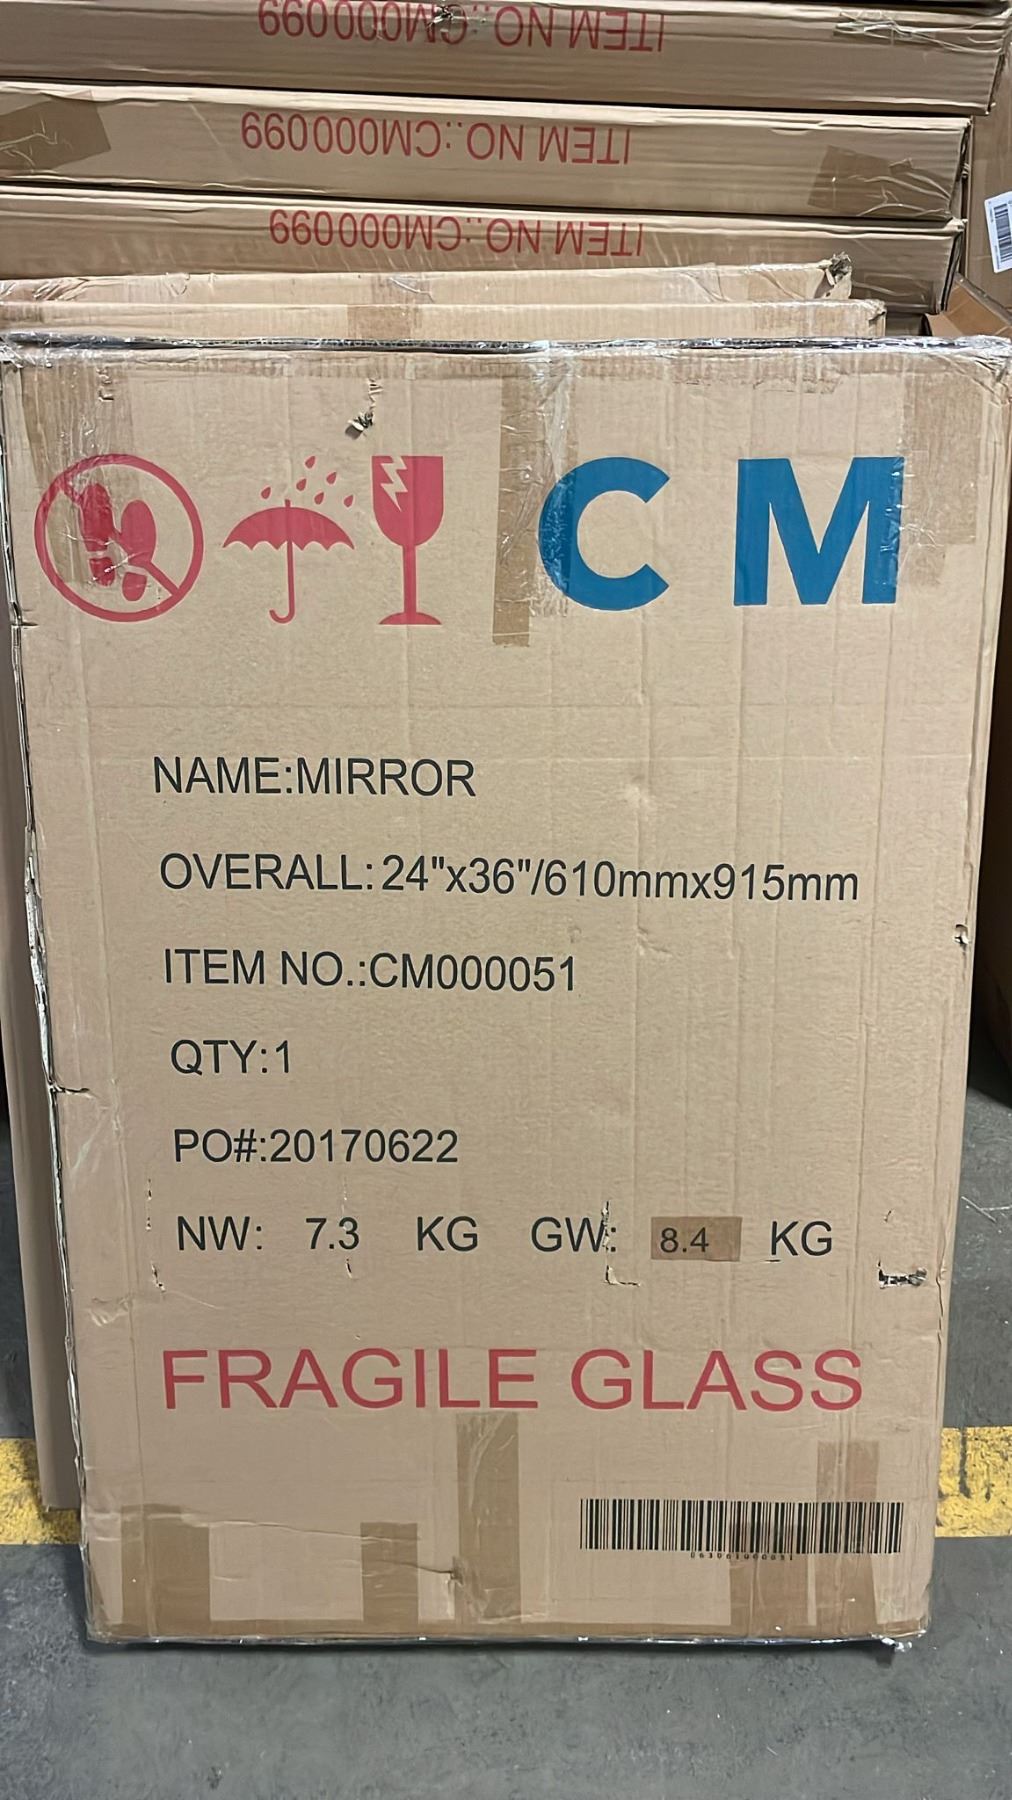 ITEM NO.:CM000099
ITEM NO.:CM000099
ITEM NO.:CM000099
CM
NAME:MIRROR
OVERALL:24"x36"/610mmx915mm
ITEM NO.:CM000051
QTY:1
PO#:20170622
NW: 7.3 KG GW: 8.4 KG
FRAGILE GLASS